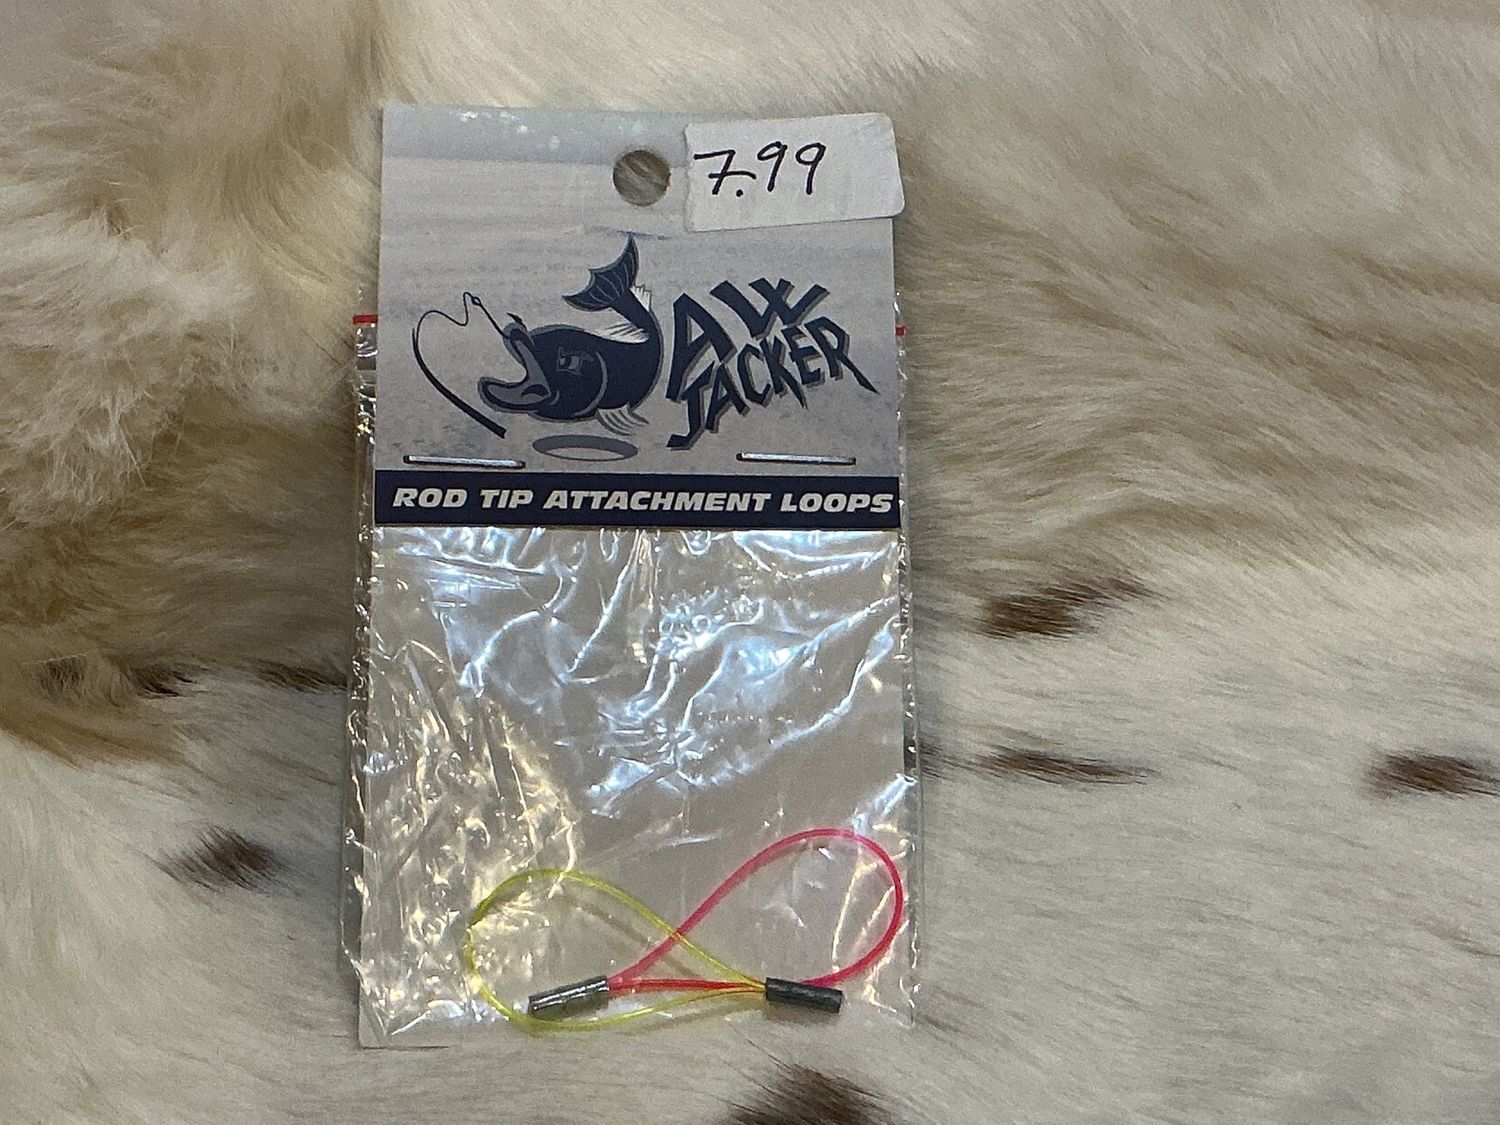 7.99
JAW
JACKER
ROD TIP ATTACHMENT LOOPS